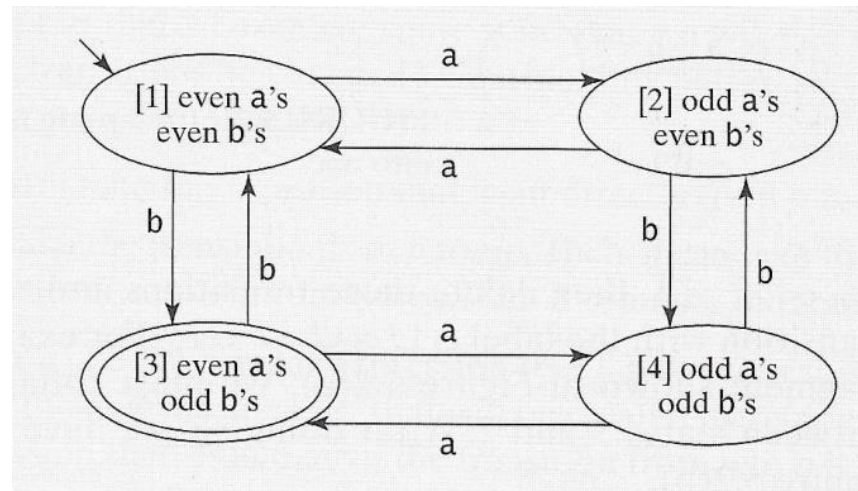 a
[1] even a's
even b's
[2] odd a's
even b's
a
b
b
b
b
a
[3] even a's
odd b's
[4] odd a's
odd b's
a